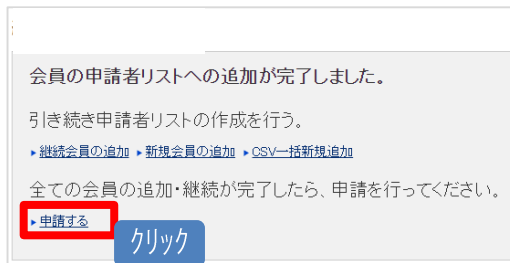 会員の申請者リストへの追加が完了しました。
引き続き申請者リストの作成を行う。
▸継続会員の追加 ▸新規会員の追加 ▸CSV一括新規追加
全ての会員の追加・継続が完了したら、申請を行ってください。
▸申請する
クリック